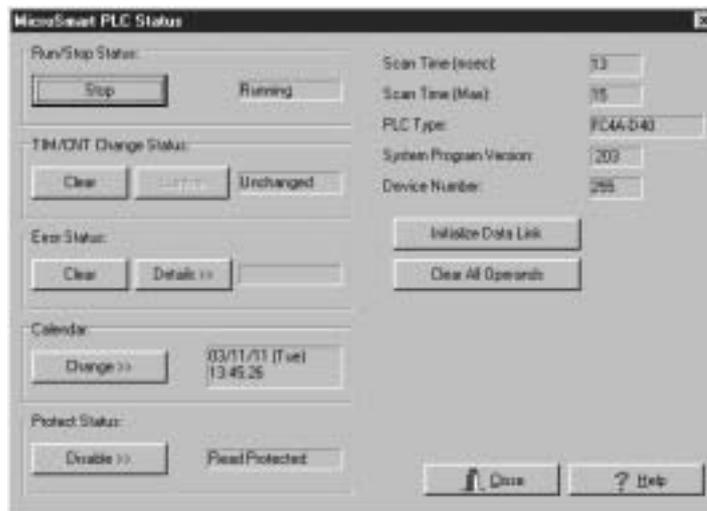 MicroSmart PLC Status
Run/Stop Status:
Stop
Running
TIM/CNT Change Status:
Clear
Unchanged
Error Status:
Clear
Details >>
Calendar
Change >>
03/11/11 (Tue)
13:45:26
Protect Status:
Disable >>
Read Protected
Scan Time (msec):
13
Scan Time (Max):
15
PLC Type:
FC4A-D40
System Program Version:
203
Device Number:
255
Initialize Data Link
Clear All Operands
Close
? Help